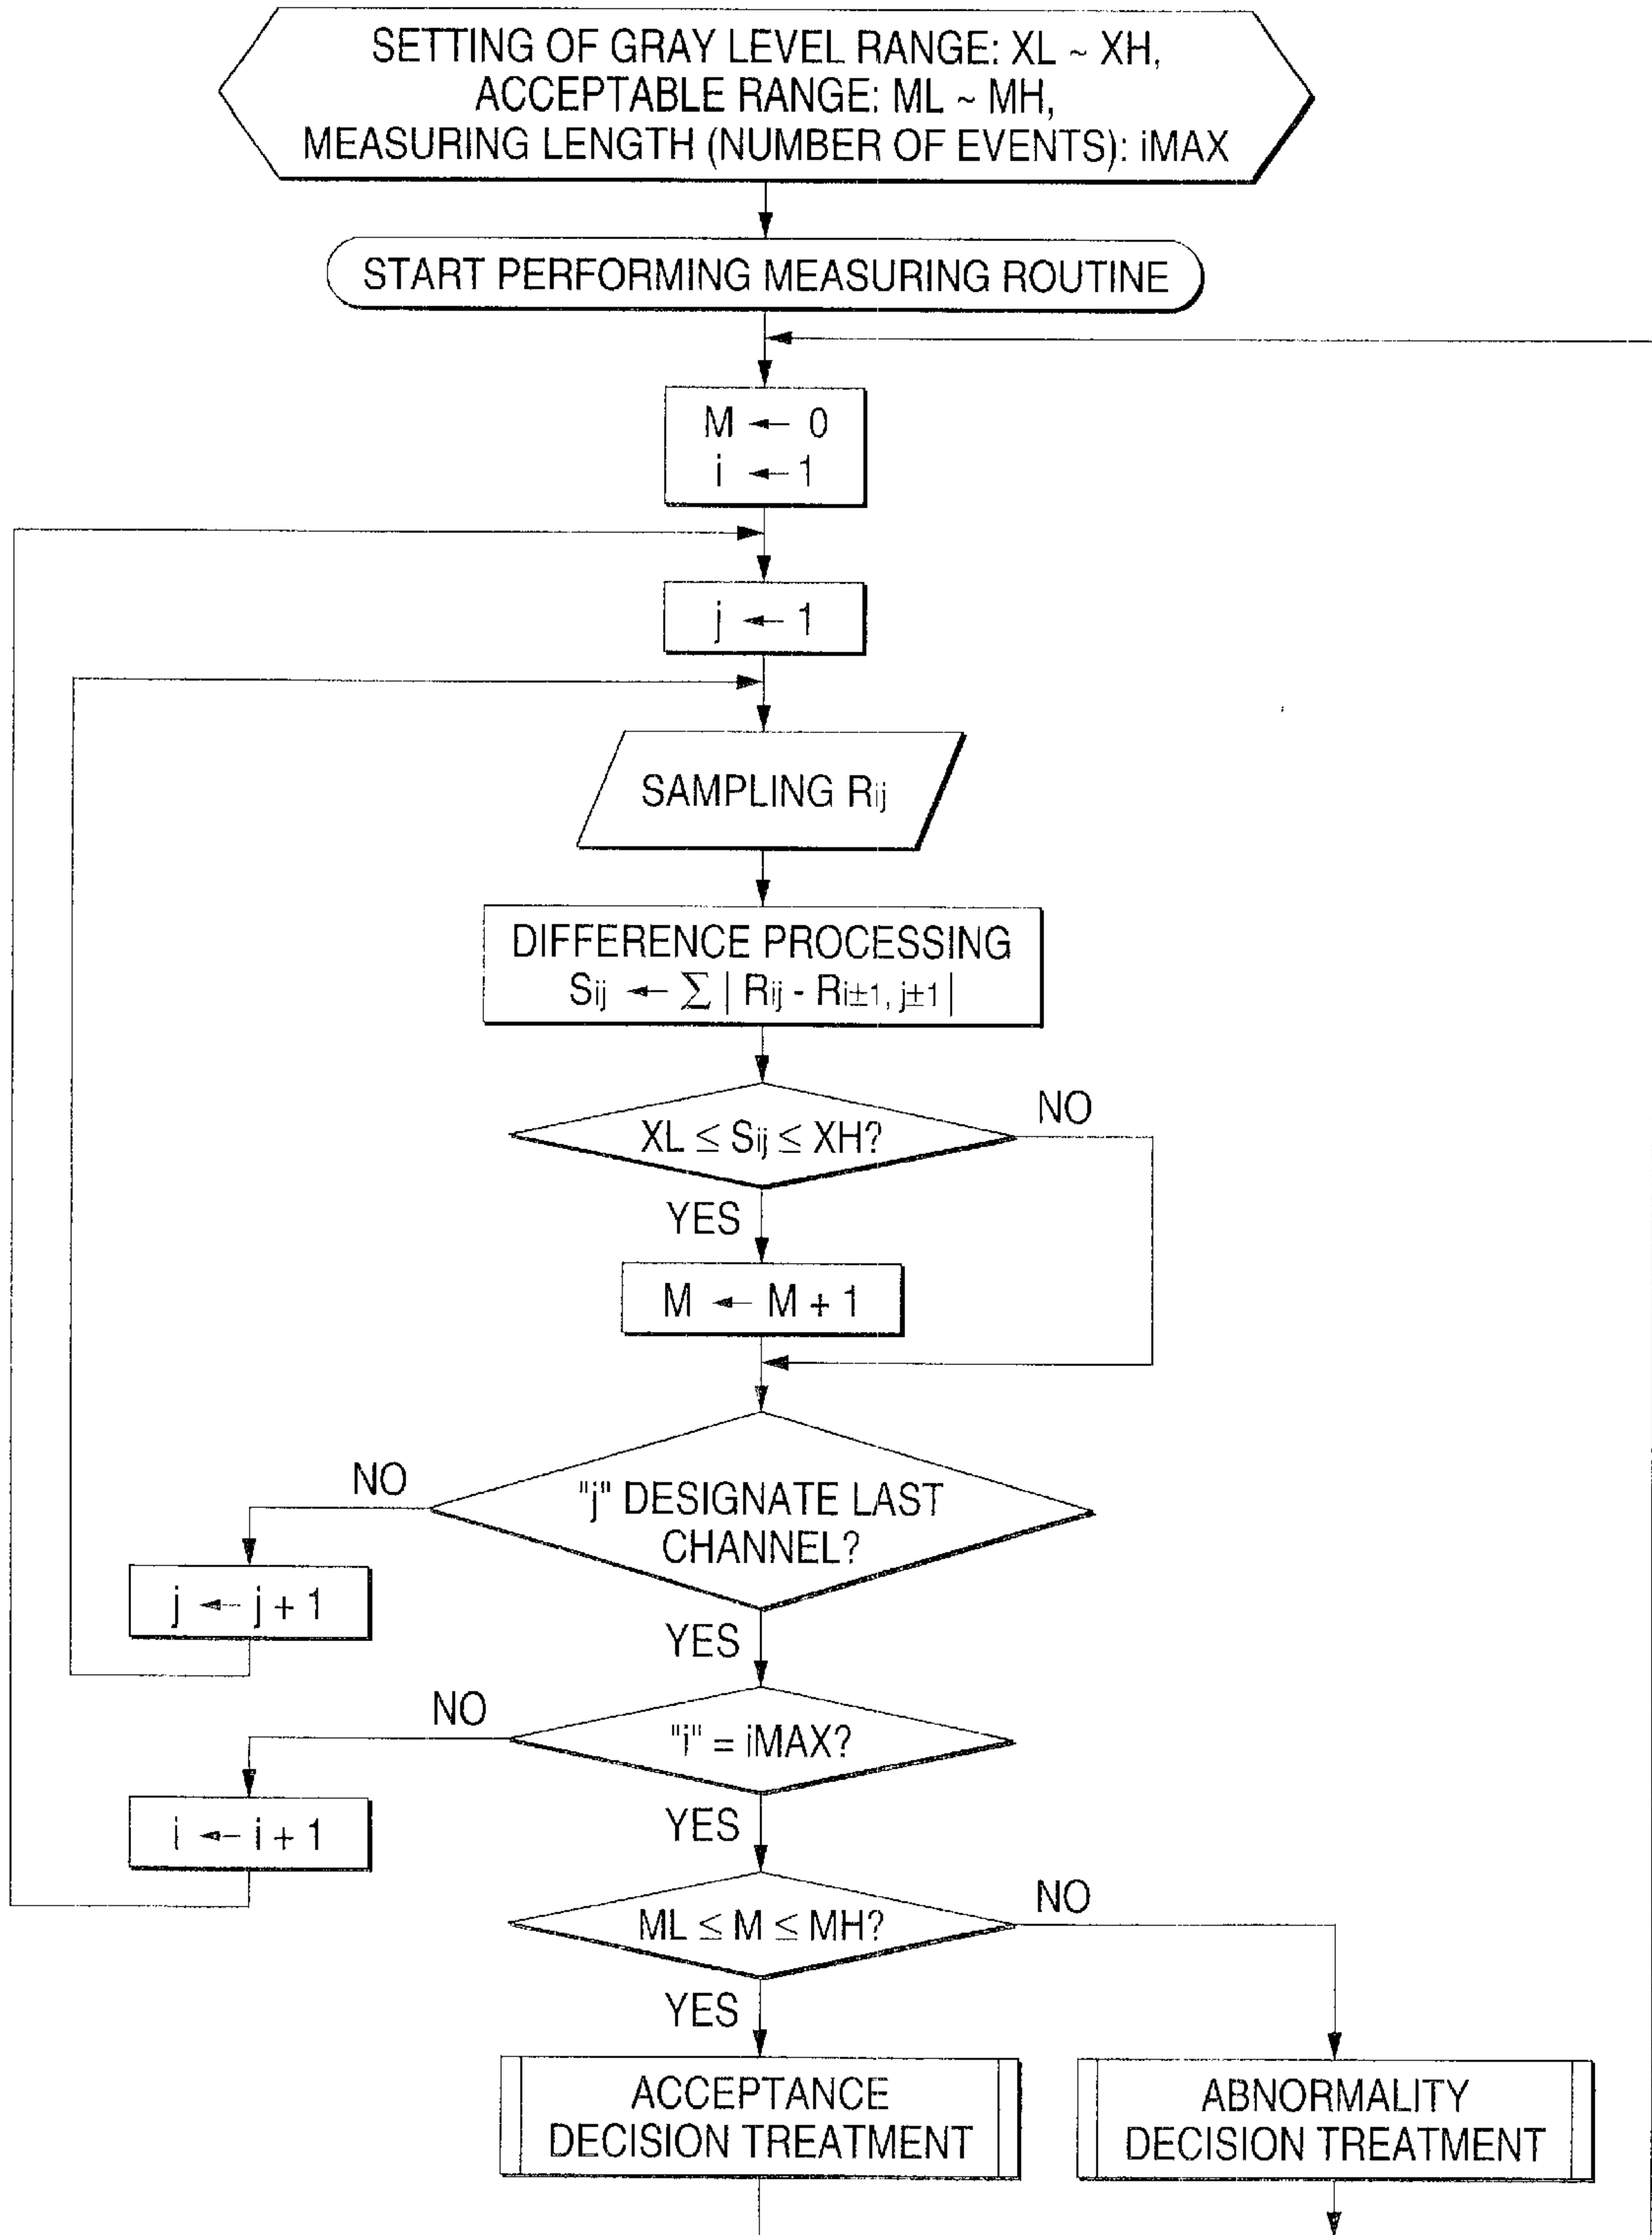 SETTING OF GRAY LEVEL RANGE: XL ~ XH,
ACCEPTABLE RANGE: ML ~ MH,
MEASURING LENGTH (NUMBER OF EVENTS): iMAX
START PERFORMING MEASURING ROUTINE
M ← 0
i ← 1
j ← 1
SAMPLING Rij
DIFFERENCE PROCESSING
Sij ← ∑ | Rij - Ri±1, j±1 |
XL ≤ Sij ≤ XH?
NO
YES
M ← M + 1
"j" DESIGNATE LAST
CHANNEL?
NO
j ← j + 1
YES
"i" = iMAX?
NO
i ← i + 1
YES
ML ≤ M ≤ MH?
NO
YES
ACCEPTANCE
DECISION TREATMENT
ABNORMALITY
DECISION TREATMENT